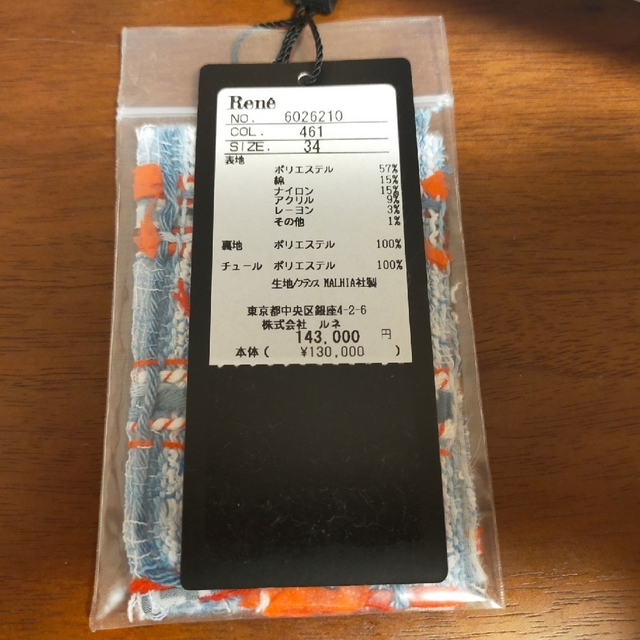 René
NO. 6026210
COL. 461
SIZE. 34
表地
ポリエステル 57%
綿 15%
ナイロン 15%
アクリル 9%
レーヨン 3%
その他 1%
裏地 ポリエステル 100%
チュール ポリエステル 100%
生地/フランス MALHIA社製
東京都中央区銀座4-2-6
株式会社 ルネ
143,000 円
本体( ¥130,000 )